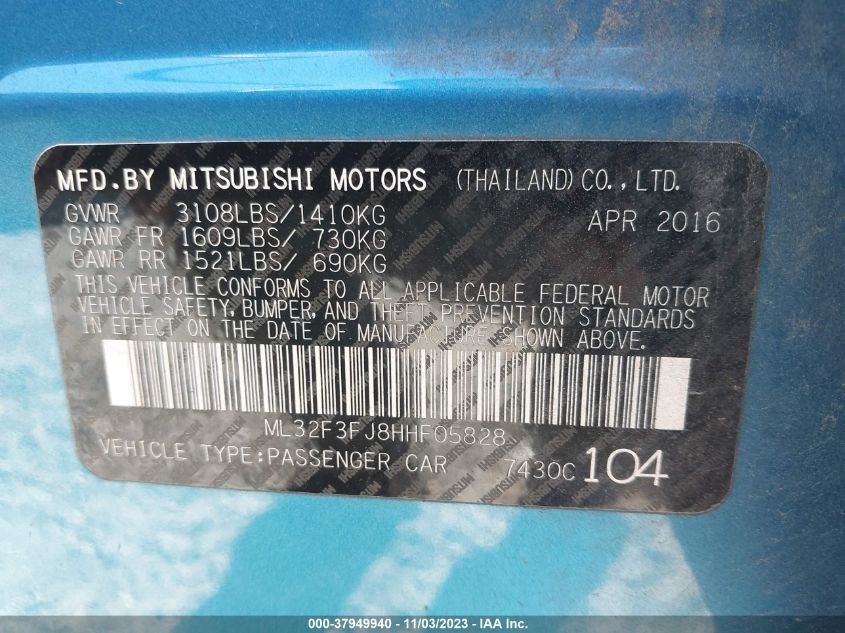 MFD.BY MITSUBISHI MOTORS (THAILAND) CO., LTD.
GVWR 3108LBS/1410KG APR 2016
GAWR FR 1609LBS/ 730KG
GAWR RR 1521LBS/ 690KG
THIS VEHICLE CONFORMS TO ALL APPLICABLE FEDERAL MOTOR
VEHICLE SAFETY, BUMPER, AND THEFT PREVENTION STANDARDS
IN EFFECT ON THE DATE OF MANUFACTURE SHOWN ABOVE.
ML32F3FJ8HHF05828
VEHICLE TYPE:PASSENGER CAR 7430C 104
000-37949940 - 11/03/2023 - IAA Inc.